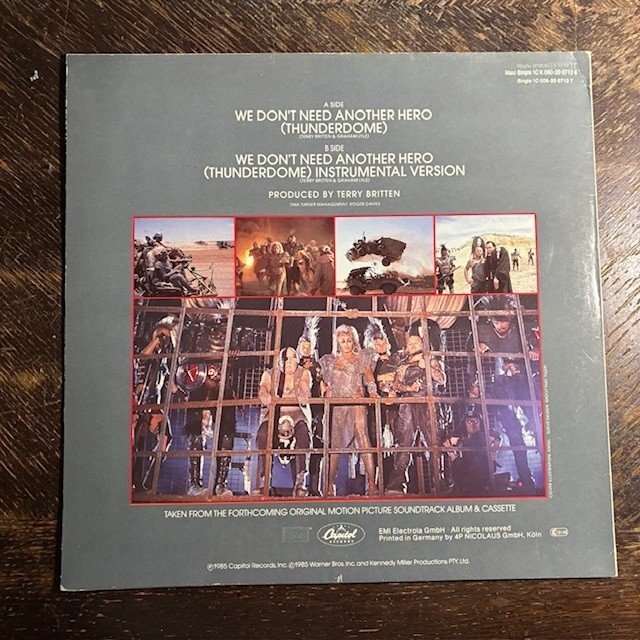 Maxi Single 1C K 060-20 0713 6
Single 1C 006-20 0713 7
A SIDE
WE DON'T NEED ANOTHER HERO
(THUNDERDOME)
(TERRY BRITTEN & GRAHAM LYLE)
B SIDE
WE DON'T NEED ANOTHER HERO
(THUNDERDOME) INSTRUMENTAL VERSION
(TERRY BRITTEN & GRAHAM LYLE)
PRODUCED BY TERRY BRITTEN
TINA TURNER MANAGEMENT: ROGER DAVIES
TAKEN FROM THE FORTHCOMING ORIGINAL MOTION PICTURE SOUNDTRACK ALBUM & CASSETTE
Capitol
RECORDS
EMI Electrola GmbH · All rights reserved
Printed in Germany by 4P NICOLAUS GmbH, Köln
℗1985 Capitol Records, Inc. ©1985 Warner Bros. Inc. and Kennedy Miller Productions PTY. Ltd.